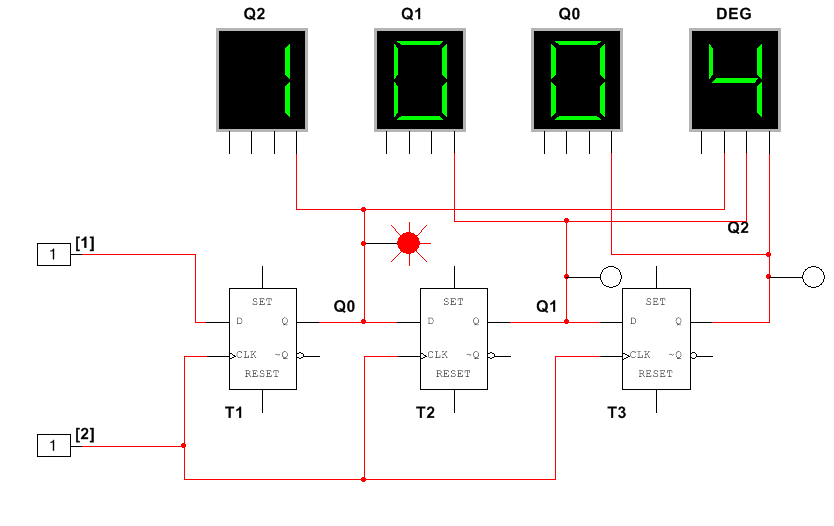 Q2 Q1 Q0 DEG
1 0 0 4
Q2
1 [1]
SET SET SET
Q0 Q1
D Q D Q D Q
CLK ~Q CLK ~Q CLK ~Q
RESET RESET RESET
T1 T2 T3
1 [2]